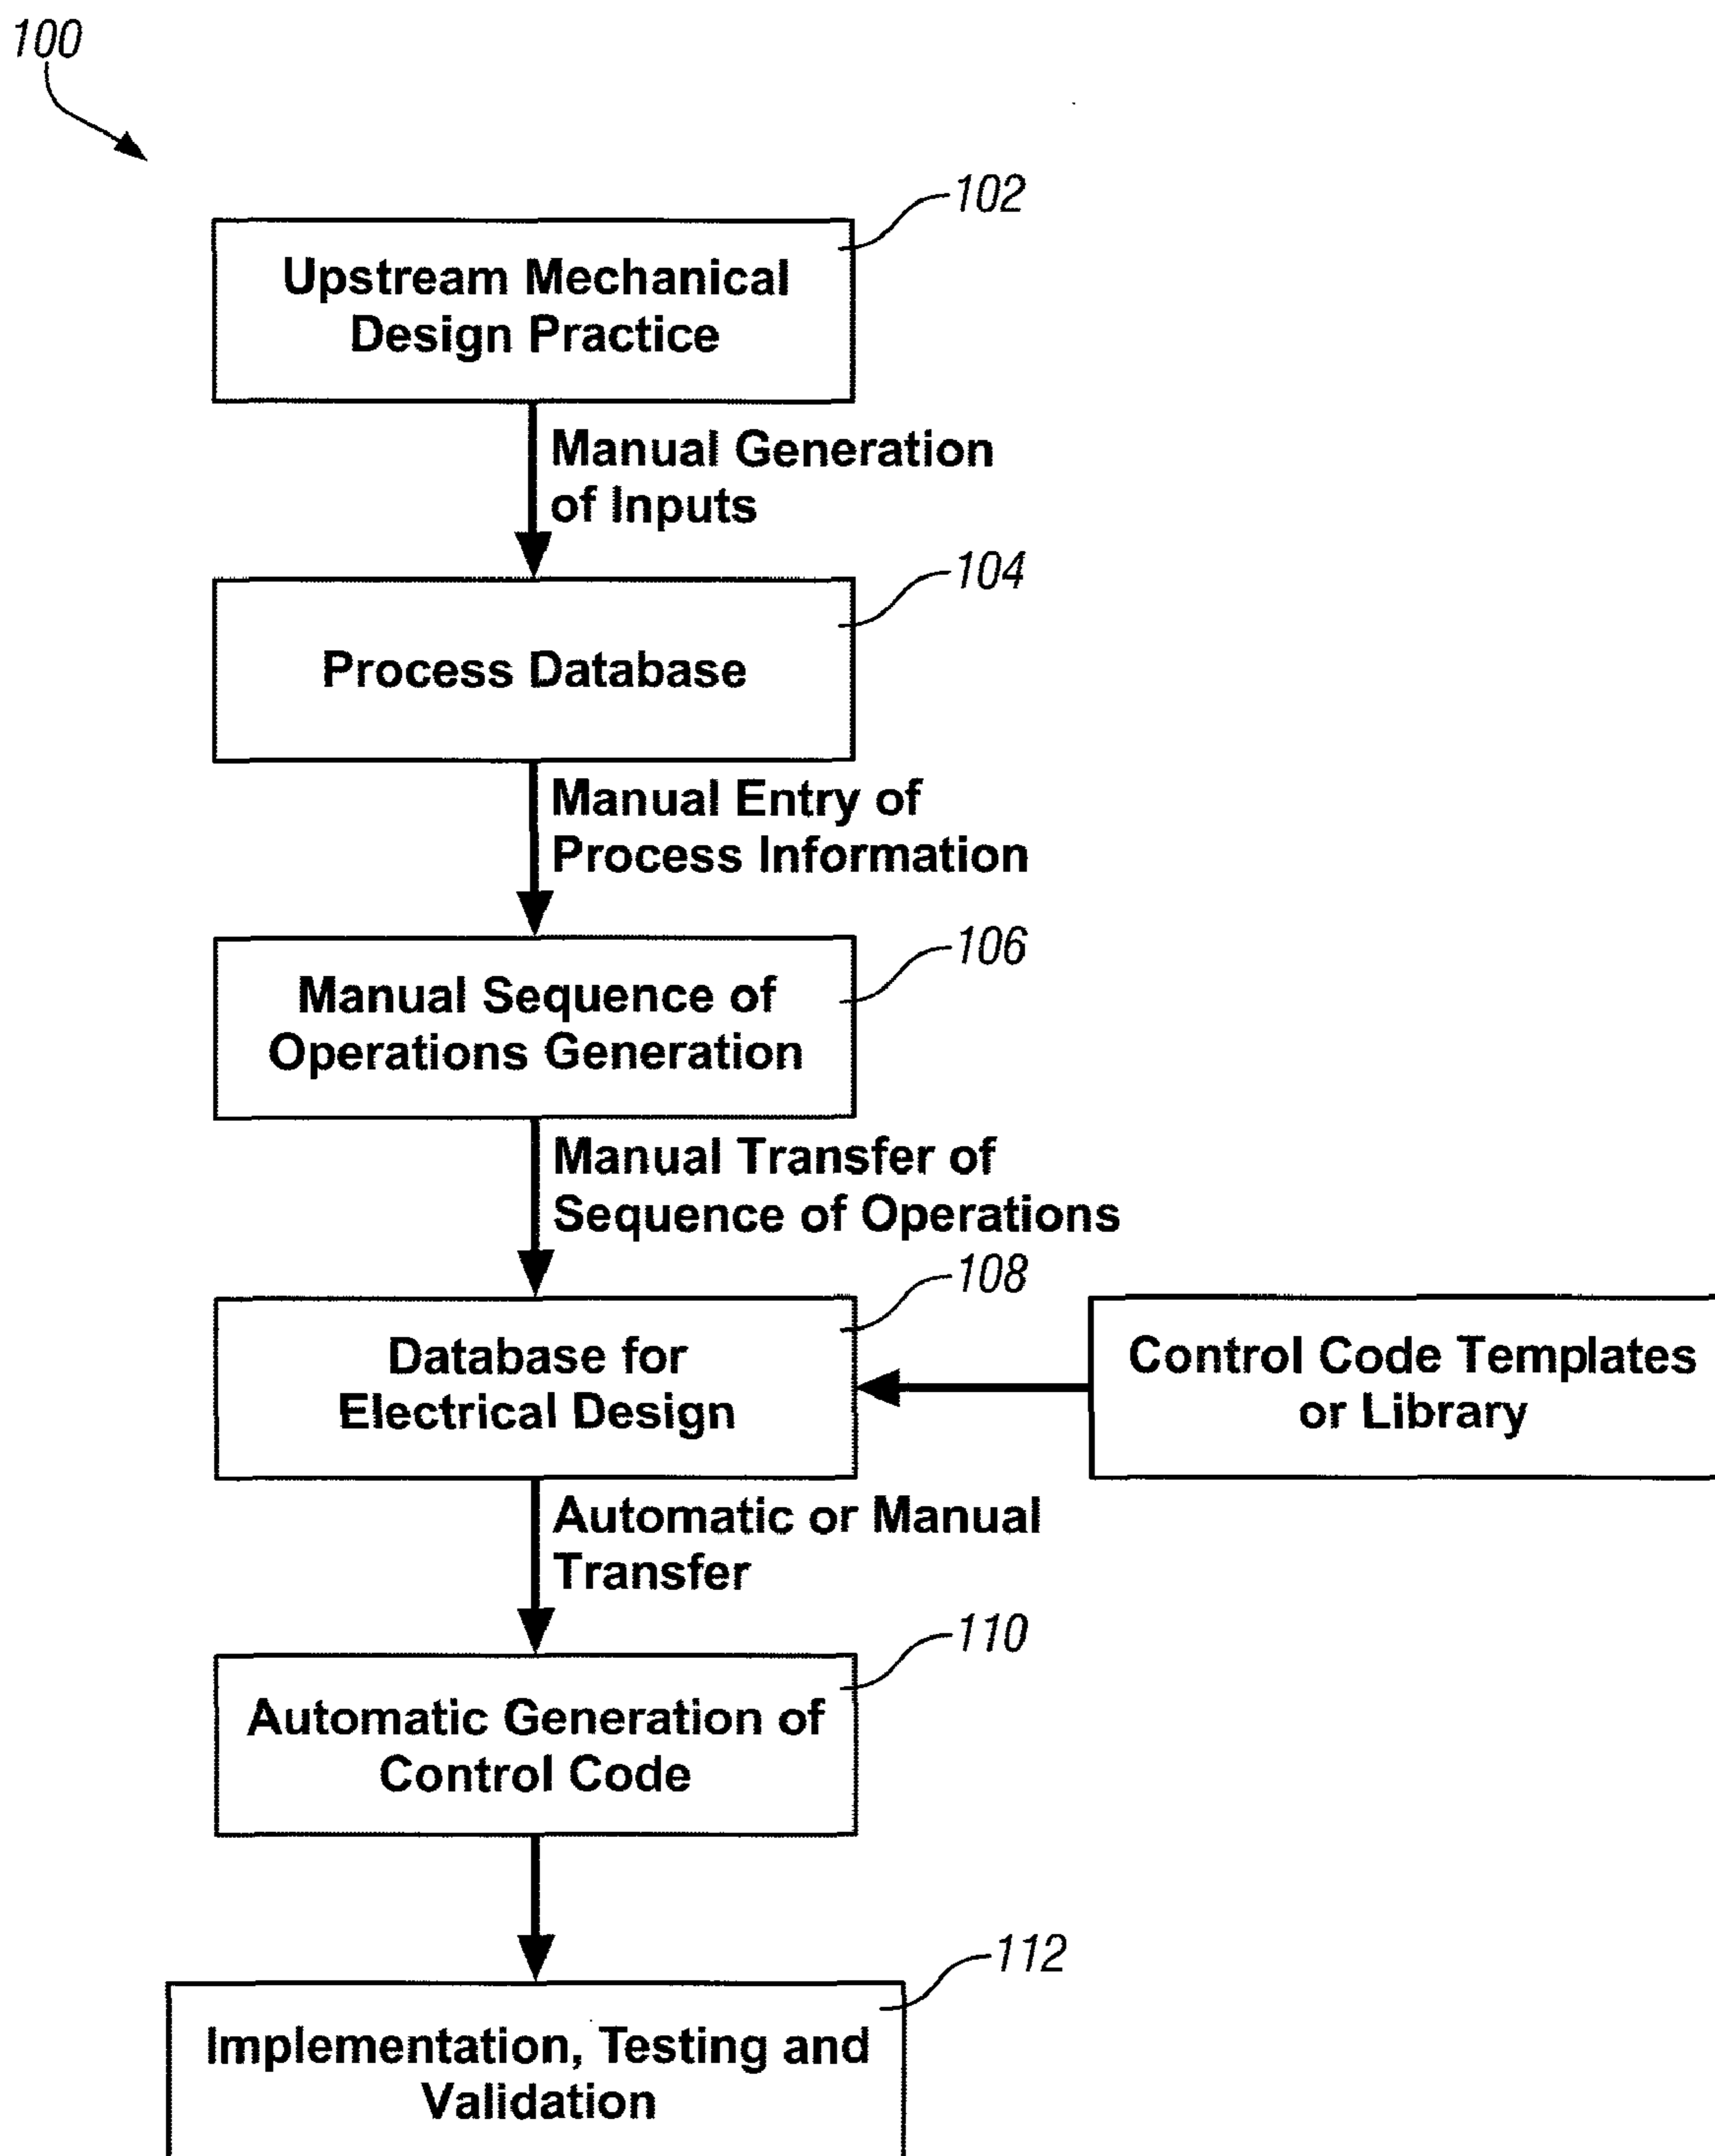 100
102
Upstream Mechanical
Design Practice
Manual Generation
of Inputs
104
Process Database
Manual Entry of
Process Information
106
Manual Sequence of
Operations Generation
Manual Transfer of
Sequence of Operations
108
Database for
Electrical Design
Control Code Templates
or Library
Automatic or Manual
Transfer
110
Automatic Generation of
Control Code
112
Implementation, Testing and
Validation